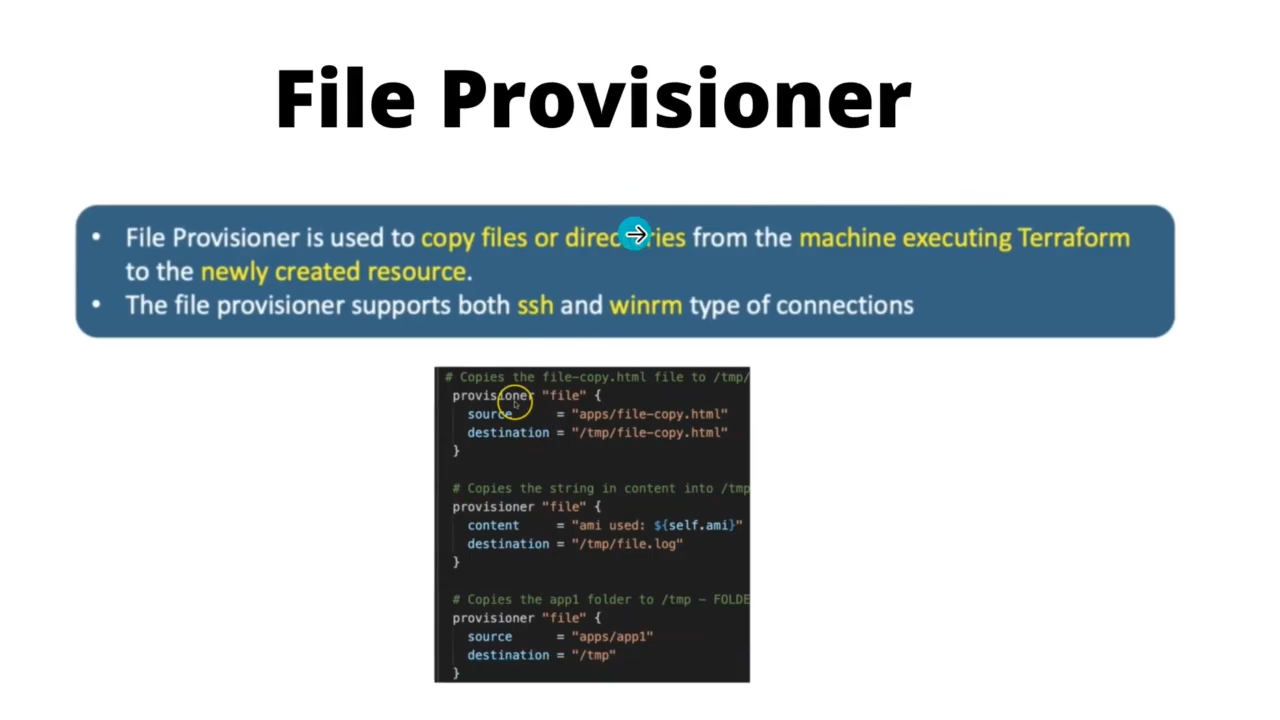 File Provisioner
• File Provisioner is used to copy files or directories from the machine executing Terraform
to the newly created resource.
• The file provisioner supports both ssh and winrm type of connections
# Copies the file-copy.html file to /tmp/
provisioner "file" {
source = "apps/file-copy.html"
destination = "/tmp/file-copy.html"
}
# Copies the string in content into /tmp
provisioner "file" {
content = "ami used: ${self.ami}"
destination = "/tmp/file.log"
}
# Copies the app1 folder to /tmp - FOLDE
provisioner "file" {
source = "apps/app1"
destination = "/tmp"
}